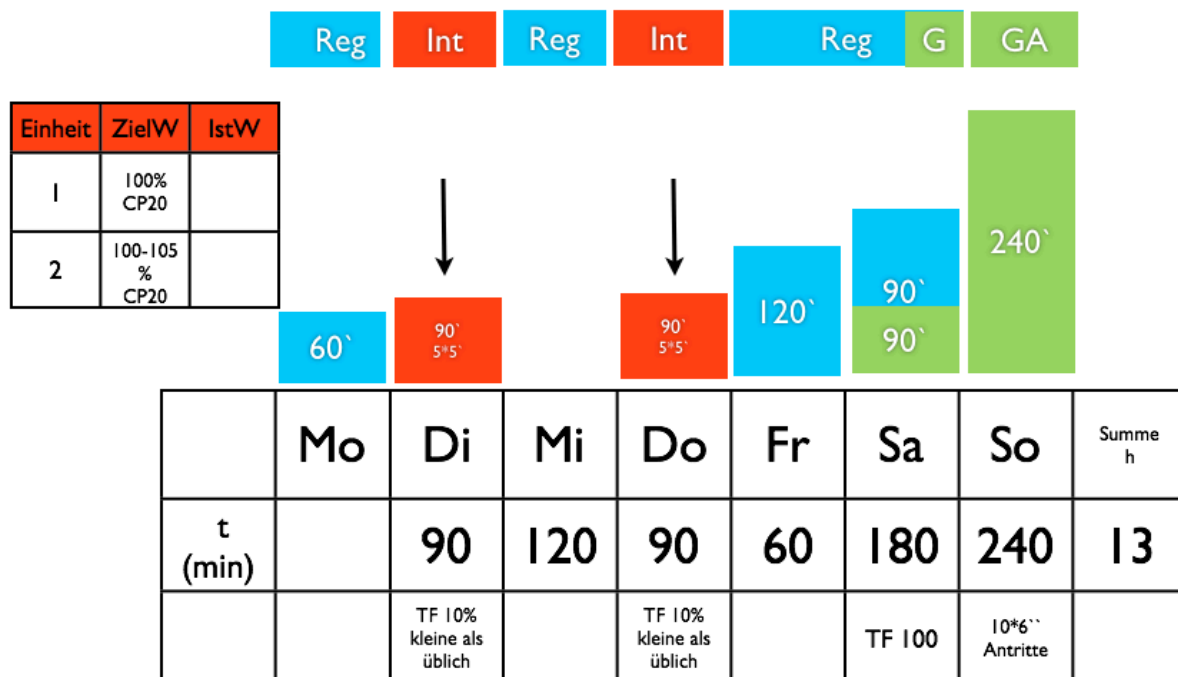 Reg Int Reg Int Reg G GA
Einheit ZielW IstW
1 100% CP20
2 100-105 % CP20
60` 90` 5*5` 90` 5*5` 120` 90` 90` 240`
Mo Di Mi Do Fr Sa So Summe h
t (min) 90 120 90 60 180 240 13
TF 10% kleine als üblich TF 10% kleine als üblich TF 100 10*6`` Antritte